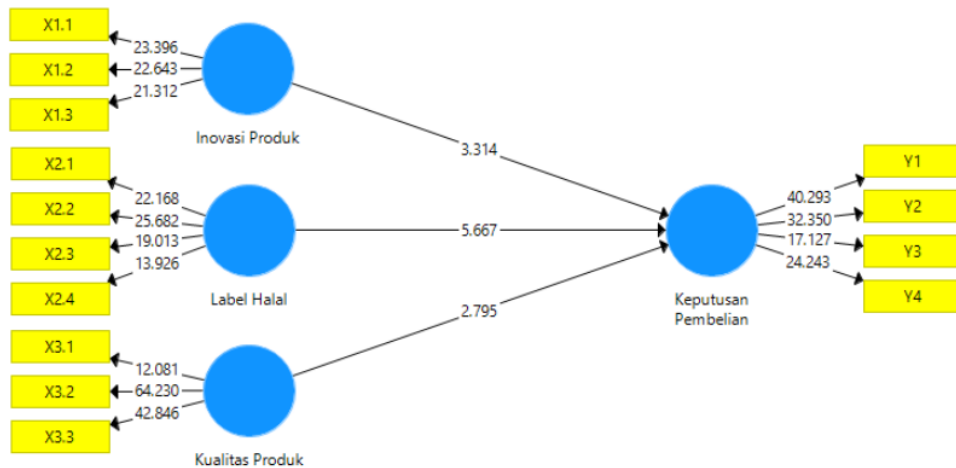 X1.1
23.396
X1.2
22.643
X1.3
21.312
Inovasi Produk
3.314
X2.1
22.168
X2.2
25.682
X2.3
19.013
X2.4
13.926
Label Halal
5.667
X3.1
12.081
X3.2
64.230
X3.3
42.846
Kualitas Produk
2.795
Keputusan
Pembelian
Y1
40.293
Y2
32.350
Y3
17.127
Y4
24.243